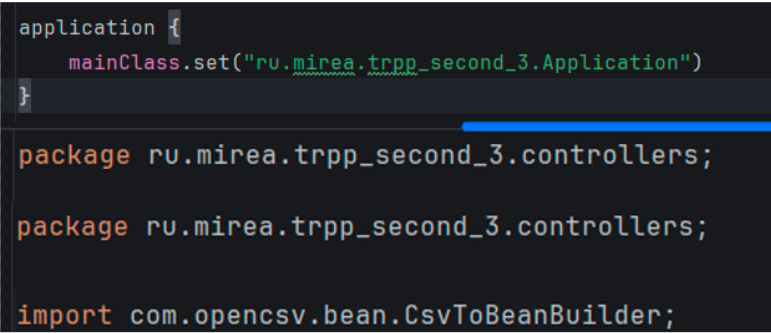 application {
    mainClass.set("ru.mirea.trpp_second_3.Application")
}
package ru.mirea.trpp_second_3.controllers;
package ru.mirea.trpp_second_3.controllers;
import com.opencsv.bean.CsvToBeanBuilder;